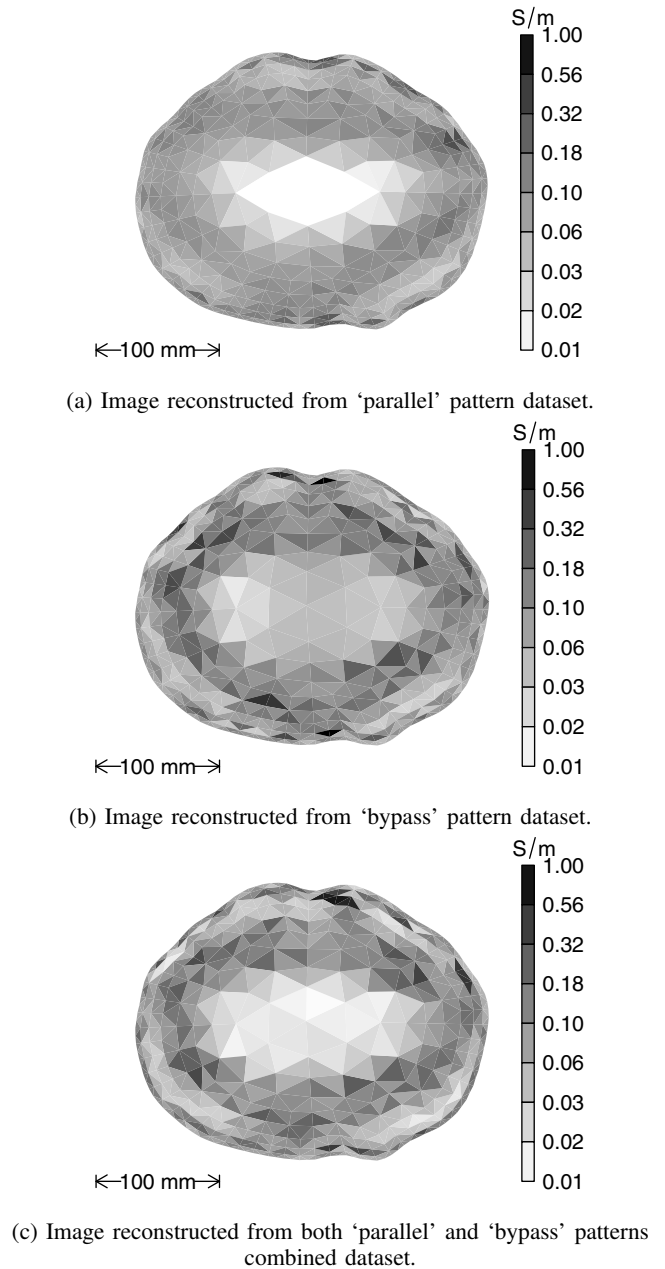 S/m
1.00
0.56
0.32
0.18
0.10
0.06
0.03
0.02
0.01
100 mm
(a) Image reconstructed from ‘parallel’ pattern dataset.
S/m
1.00
0.56
0.32
0.18
0.10
0.06
0.03
0.02
0.01
100 mm
(b) Image reconstructed from ‘bypass’ pattern dataset.
S/m
1.00
0.56
0.32
0.18
0.10
0.06
0.03
0.02
0.01
100 mm
(c) Image reconstructed from both ‘parallel’ and ‘bypass’ patterns
combined dataset.